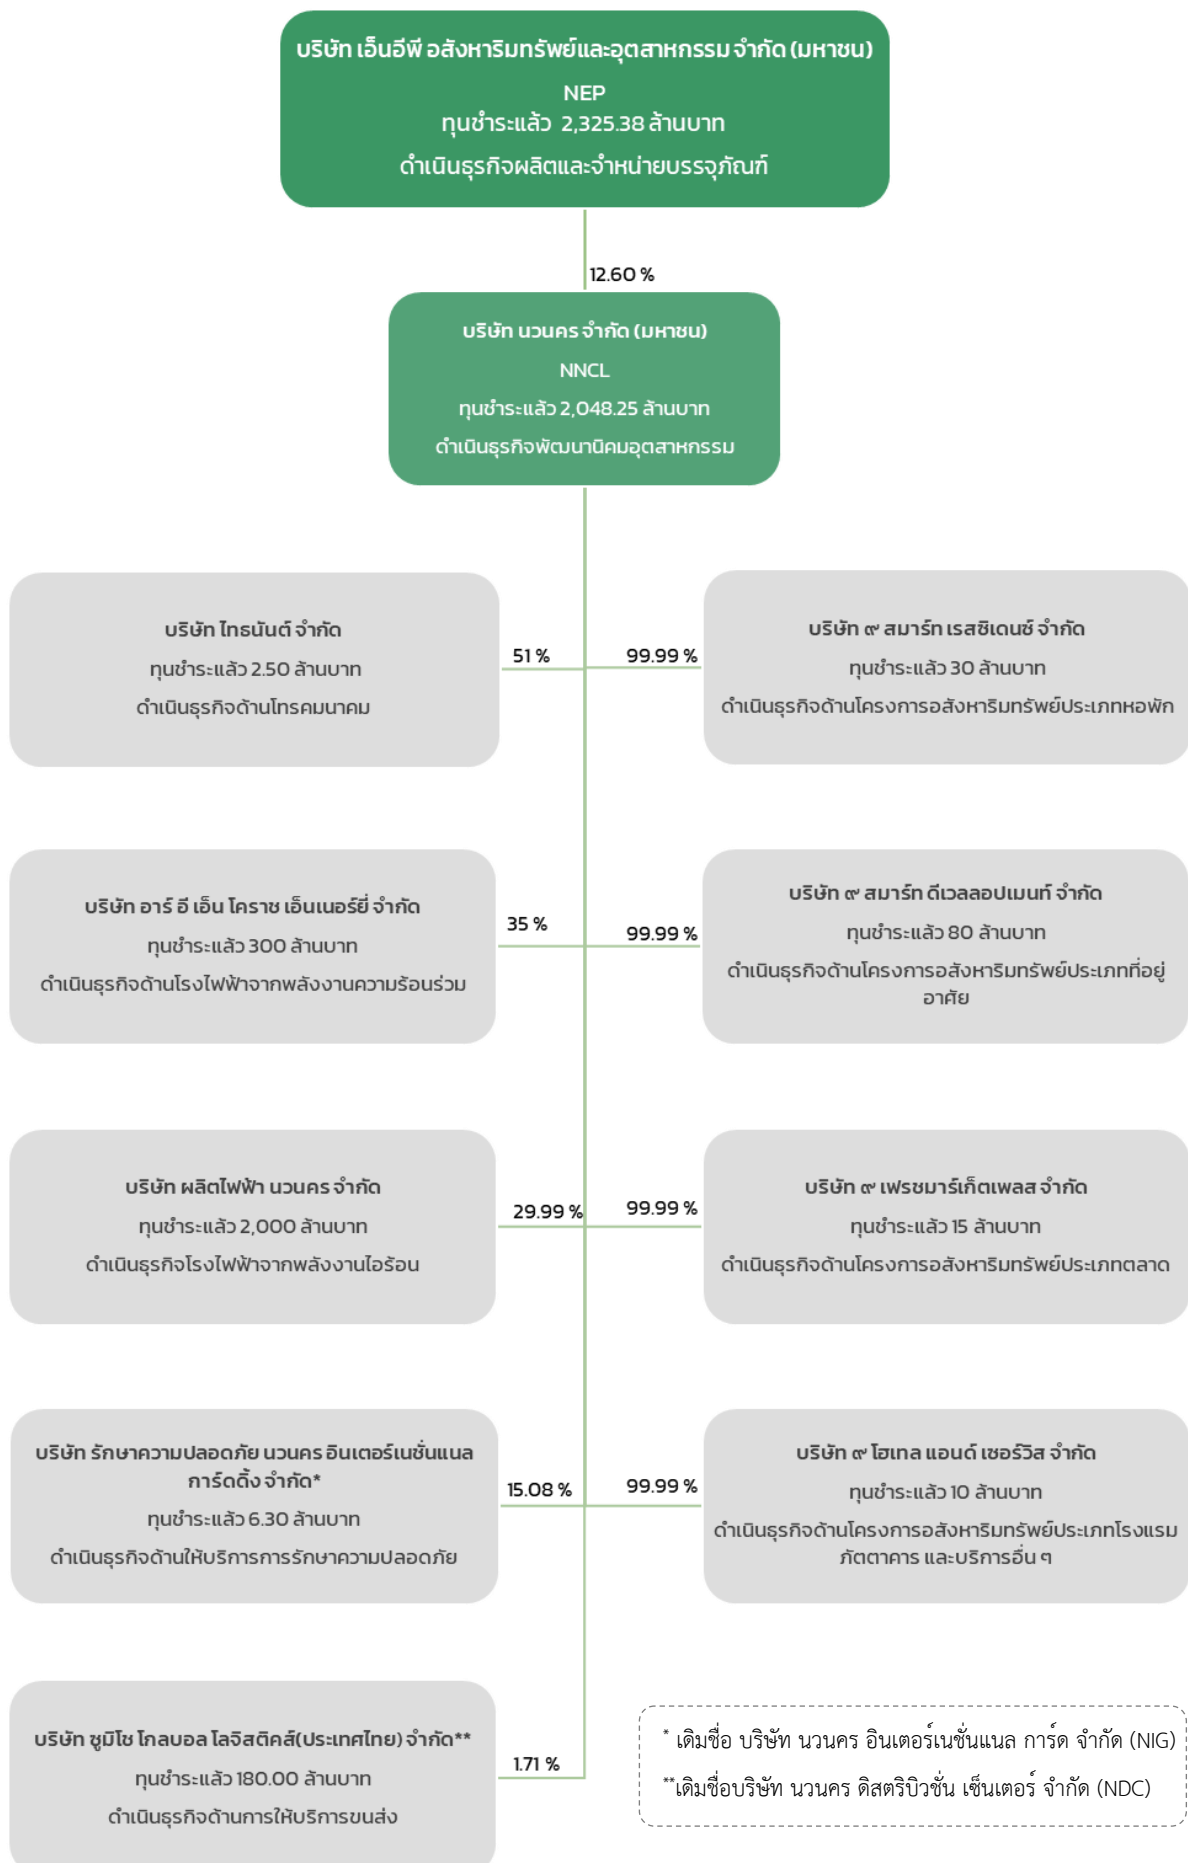 บริษัท เอ็นอีพี อสังหาริมทรัพย์และอุตสาหกรรม จำกัด (มหาชน)
NEP
ทุนชำระแล้ว 2,325.38 ล้านบาท
ดำเนินธุรกิจผลิตและจำหน่ายบรรจุภัณฑ์
12.60 %
บริษัท นวนคร จำกัด (มหาชน)
NNCL
ทุนชำระแล้ว 2,048.25 ล้านบาท
ดำเนินธุรกิจพัฒนานิคมอุตสาหกรรม
บริษัท ไทธนันต์ จำกัด
ทุนชำระแล้ว 2.50 ล้านบาท
ดำเนินธุรกิจด้านโทรคมนาคม
51 %
99.99 %
บริษัท ๙ สมาร์ท เรสซิเดนซ์ จำกัด
ทุนชำระแล้ว 30 ล้านบาท
ดำเนินธุรกิจด้านโครงการอสังหาริมทรัพย์ประเภทหอพัก
บริษัท อาร์ อี เอ็น โคราช เอ็นเนอร์ยี่ จำกัด
ทุนชำระแล้ว 300 ล้านบาท
ดำเนินธุรกิจด้านโรงไฟฟ้าจากพลังงานความร้อนร่วม
35 %
99.99 %
บริษัท ๙ สมาร์ท ดีเวลลอปเมนท์ จำกัด
ทุนชำระแล้ว 80 ล้านบาท
ดำเนินธุรกิจด้านโครงการอสังหาริมทรัพย์ประเภทที่อยู่
อาศัย
บริษัท ผลิตไฟฟ้า นวนคร จำกัด
ทุนชำระแล้ว 2,000 ล้านบาท
ดำเนินธุรกิจโรงไฟฟ้าจากพลังงานไอร้อน
29.99 %
99.99 %
บริษัท ๙ เฟรชมาร์เก็ตเพลส จำกัด
ทุนชำระแล้ว 15 ล้านบาท
ดำเนินธุรกิจด้านโครงการอสังหาริมทรัพย์ประเภทตลาด
บริษัท รักษาความปลอดภัย นวนคร อินเตอร์เนชั่นแนล
การ์ดดิ้ง จำกัด*
ทุนชำระแล้ว 6.30 ล้านบาท
ดำเนินธุรกิจด้านให้บริการการรักษาความปลอดภัย
15.08 %
99.99 %
บริษัท ๙ โฮเทล แอนด์ เซอร์วิส จำกัด
ทุนชำระแล้ว 10 ล้านบาท
ดำเนินธุรกิจด้านโครงการอสังหาริมทรัพย์ประเภทโรงแรม
ภัตตาคาร และบริการอื่น ๆ
บริษัท ซูมิโซ โกลบอล โลจิสติคส์(ประเทศไทย) จำกัด**
ทุนชำระแล้ว 180.00 ล้านบาท
ดำเนินธุรกิจด้านการให้บริการขนส่ง
1.71 %
* เดิมชื่อ บริษัท นวนคร อินเตอร์เนชั่นแนล การ์ด จำกัด (NIG)
**เดิมชื่อบริษัท นวนคร ดิสตริบิวชั่น เซ็นเตอร์ จำกัด (NDC)